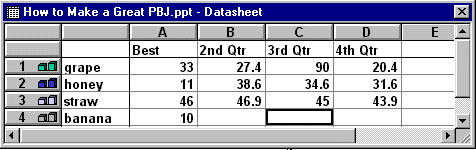 How to Make a Great PBJ.ppt - Datasheet
A B C D E
Best 2nd Qtr 3rd Qtr 4th Qtr
1 grape 33 27.4 90 20.4
2 honey 11 38.6 34.6 31.6
3 straw 46 46.9 45 43.9
4 banana 10